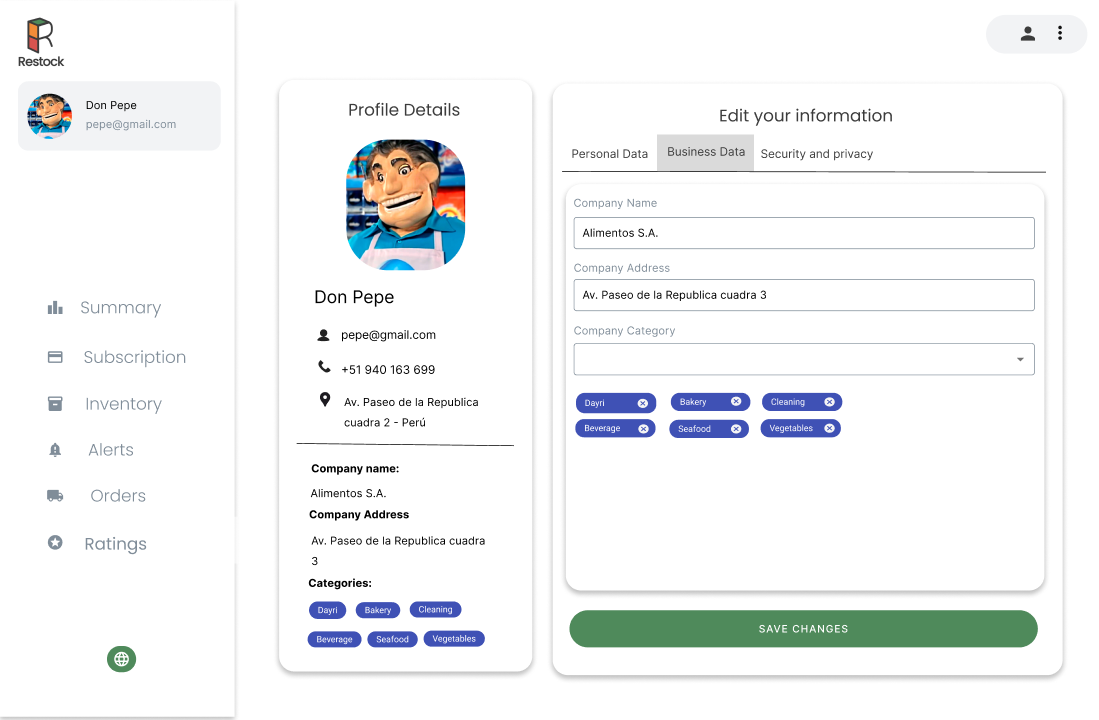 Restock
Don Pepe
pepe@gmail.com
Summary
Subscription
Inventory
Alerts
Orders
Ratings
Profile Details
Don Pepe
pepe@gmail.com
+51 940 163 699
Av. Paseo de la Republica
cuadra 2 - Perú
Company name:
Alimentos S.A.
Company Address
Av. Paseo de la Republica cuadra
3
Categories:
Dayri Bakery Cleaning
Beverage Seafood Vegetables
Edit your information
Personal Data Business Data Security and privacy
Company Name
Alimentos S.A.
Company Address
Av. Paseo de la Republica cuadra 3
Company Category
Dayri Bakery Cleaning
Beverage Seafood Vegetables
SAVE CHANGES